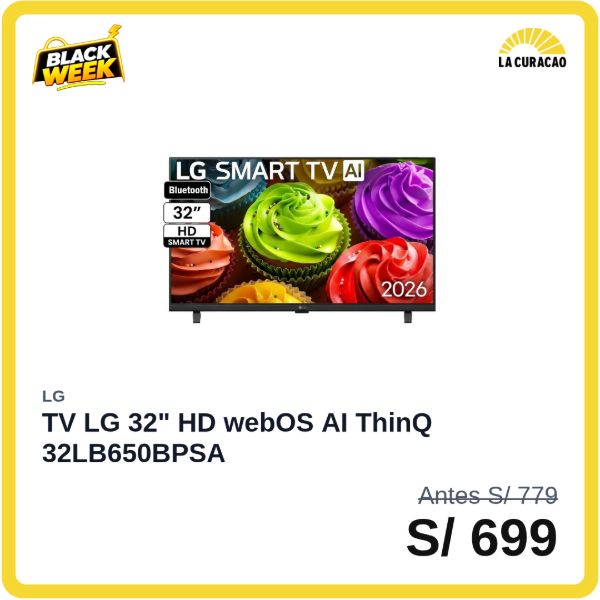 BLACK
WEEK
LA CURACAO
LG SMART TV AI
Bluetooth
32”
HD
SMART TV
2026
LG
LG
TV LG 32" HD webOS AI ThinQ
32LB650BPSA
Antes S/ 779
S/ 699